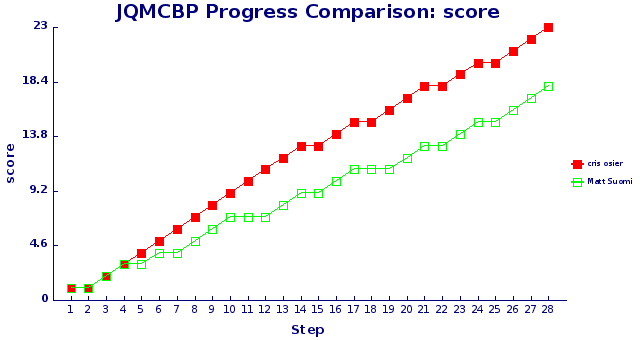 JQMCBP Progress Comparison: score
23
18.4
13.8
9.2
4.6
0
score
1 2 3 4 5 6 7 8 9 10 11 12 13 14 15 16 17 18 19 20 21 22 23 24 25 26 27 28
Step
cris osier
Matt Suomi